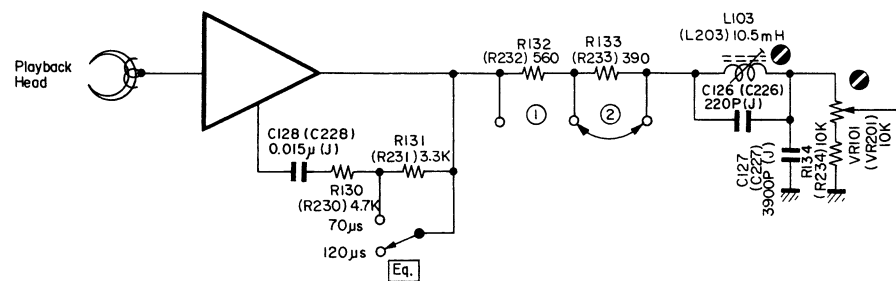 Playback
Head
C128 (C228)
0.015µ (J)
R130
(R230) 4.7K
70µs
120µs
Eq.
R131
(R231) 3.3K
R132
(R232) 560
①
R133
(R233) 390
②
L103
(L203) 10.5mH
C126 (C226)
220P (J)
C127
(C227)
3900P (J)
R134
(R234) 10K
VR101
(VR201)
10K